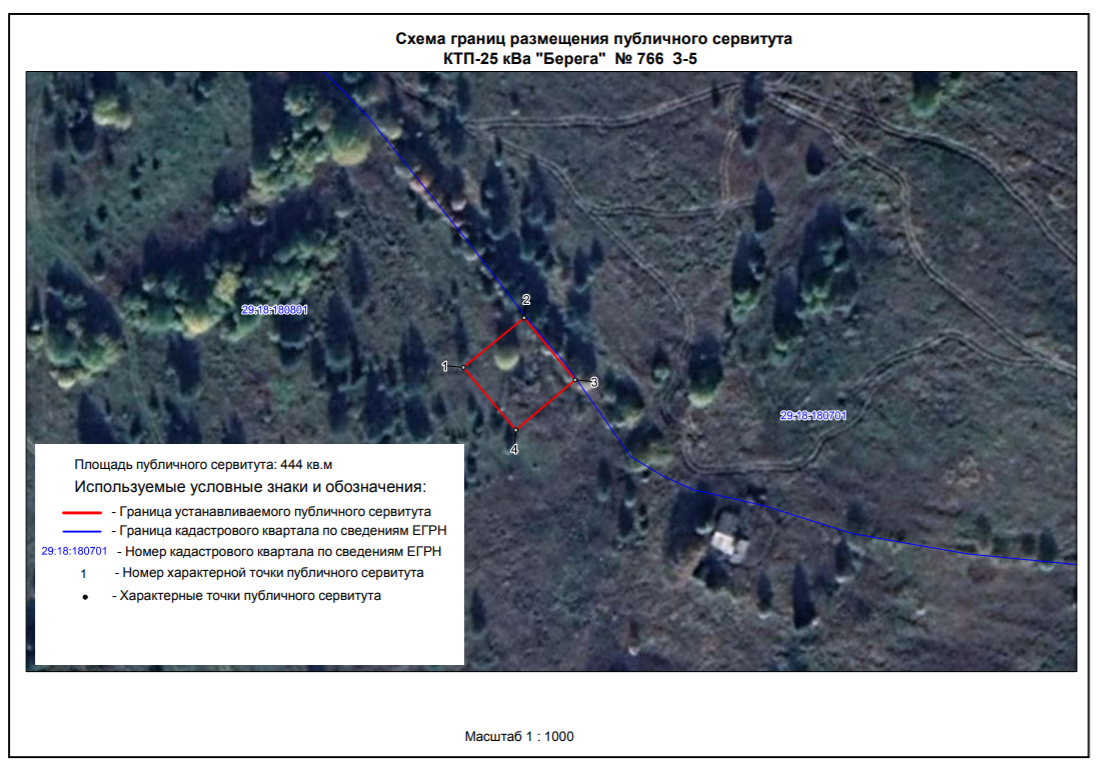 Схема границ размещения публичного сервитута
КТП-25 кВа "Берега" № 766 З-5
2
29:18:180801
1
3
29:18:180701
4
Площадь публичного сервитута: 444 кв.м
Используемые условные знаки и обозначения:
- Граница устанавливаемого публичного сервитута
- Граница кадастрового квартала по сведениям ЕГРН
29:18:180701 - Номер кадастрового квартала по сведениям ЕГРН
1 - Номер характерной точки публичного сервитута
- Характерные точки публичного сервитута
Масштаб 1 : 1000